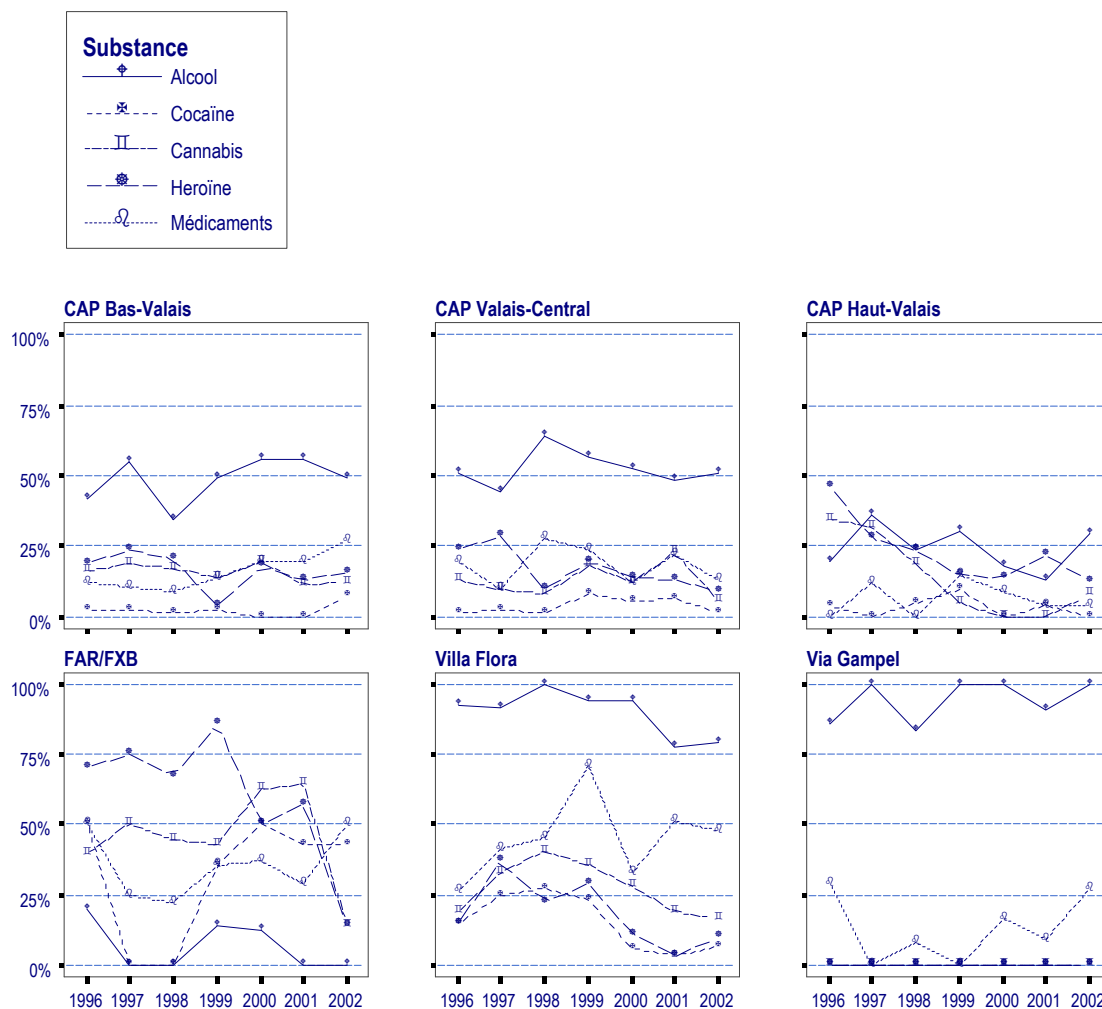 Substance
Alcool
Cocaïne
Cannabis
Heroïne
Médicaments
CAP Bas-Valais CAP Valais-Central CAP Haut-Valais
100%
75%
50%
25%
0%
FAR/FXB Villa Flora Via Gampel
100%
75%
50%
25%
0%
1996 1997 1998 1999 2000 2001 2002 1996 1997 1998 1999 2000 2001 2002 1996 1997 1998 1999 2000 2001 2002